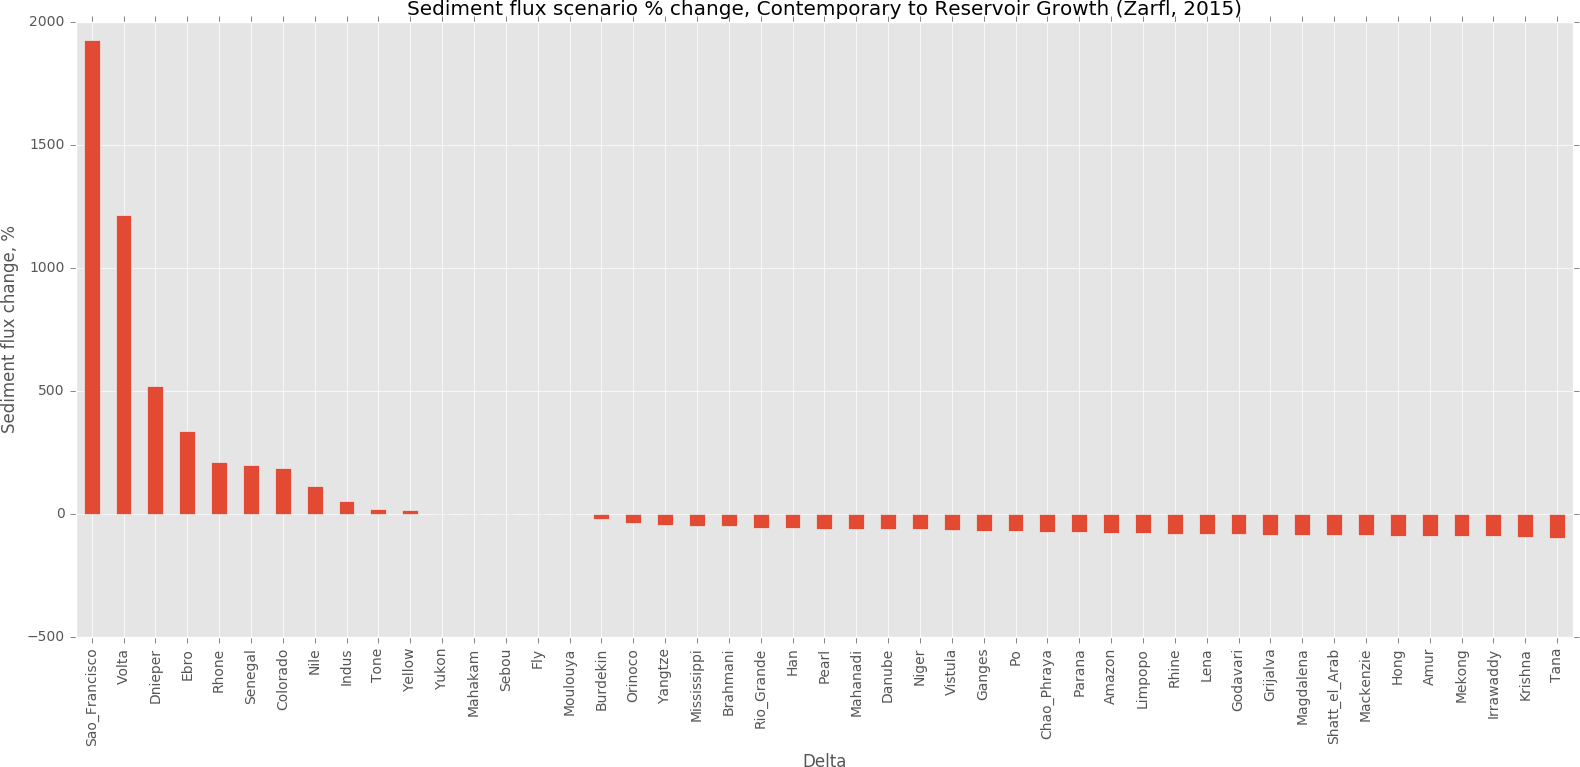 Sediment flux scenario % change, Contemporary to Reservoir Growth (Zarfl, 2015)
Sediment flux change, %
2000
1500
1000
500
0
−500
Sao_Francisco
Volta
Dnieper
Ebro
Rhone
Senegal
Colorado
Nile
Indus
Tone
Yellow
Yukon
Mahakam
Sebou
Fly
Moulouya
Burdekin
Orinoco
Yangtze
Mississippi
Brahmani
Rio_Grande
Han
Pearl
Mahanadi
Danube
Niger
Vistula
Ganges
Po
Chao_Phraya
Parana
Amazon
Limpopo
Rhine
Lena
Godavari
Grijalva
Magdalena
Shatt_el_Arab
Mackenzie
Hong
Amur
Mekong
Irrawaddy
Krishna
Tana
Delta